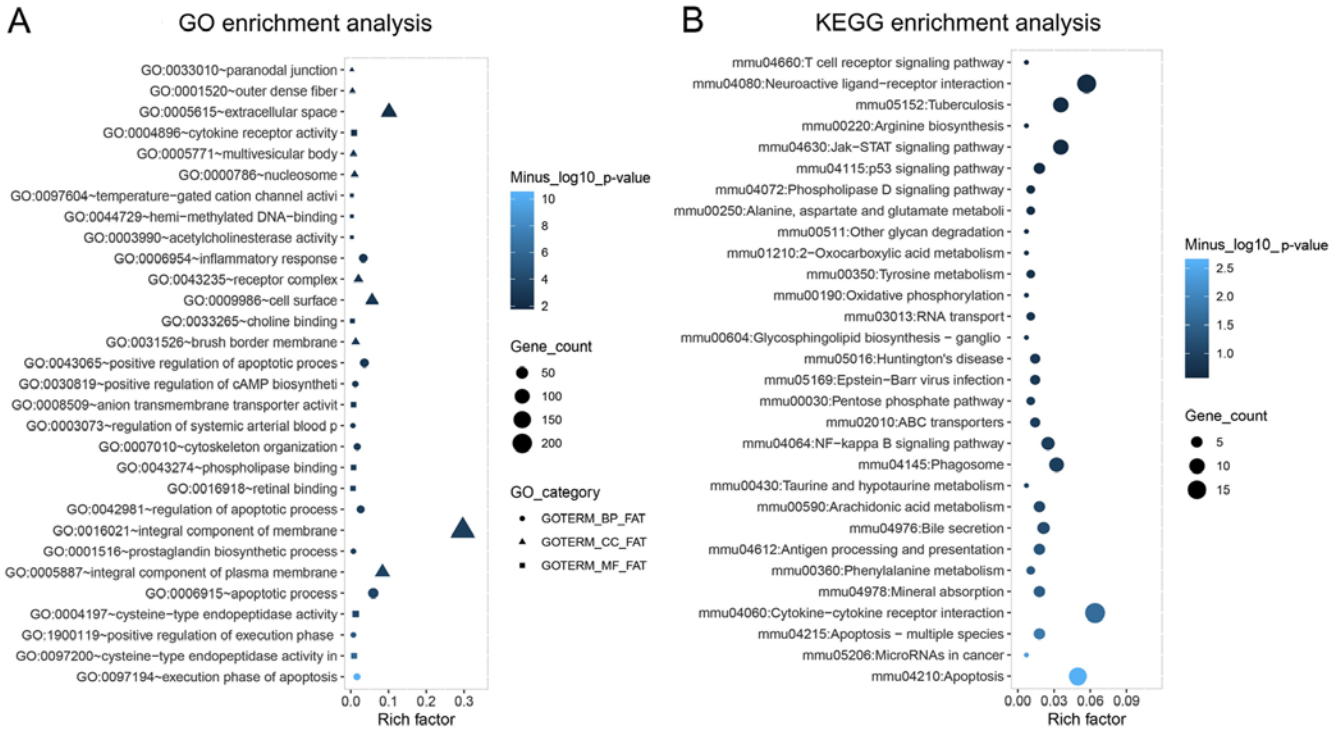 A
GO enrichment analysis
GO:0033010~paranodal junction
GO:0001520~outer dense fiber
GO:0005615~extracellular space
GO:0004896~cytokine receptor activity
GO:0005771~multivesicular body
GO:0000786~nucleosome
GO:0097604~temperature-gated cation channel activi
GO:0044729~hemi-methylated DNA-binding
GO:0003990~acetylcholinesterase activity
GO:0006954~inflammatory response
GO:0043235~receptor complex
GO:0009986~cell surface
GO:0033265~choline binding
GO:0031526~brush border membrane
GO:0043065~positive regulation of apoptotic proces
GO:0030819~positive regulation of cAMP biosyntheti
GO:0008509~anion transmembrane transporter activit
GO:0003073~regulation of systemic arterial blood p
GO:0007010~cytoskeleton organization
GO:0043274~phospholipase binding
GO:0016918~retinal binding
GO:0042981~regulation of apoptotic process
GO:0016021~integral component of membrane
GO:0001516~prostaglandin biosynthetic process
GO:0005887~integral component of plasma membrane
GO:0006915~apoptotic process
GO:0004197~cysteine-type endopeptidase activity
GO:1900119~positive regulation of execution phase
GO:0097200~cysteine-type endopeptidase activity in
GO:0097194~execution phase of apoptosis
0.0 0.1 0.2 0.3
Rich factor
Minus_log10_p-value
10
8
6
4
2
Gene_count
50
100
150
200
GO_category
GOTERM_BP_FAT
GOTERM_CC_FAT
GOTERM_MF_FAT
B
KEGG enrichment analysis
mmu04660:T cell receptor signaling pathway
mmu04080:Neuroactive ligand−receptor interaction
mmu05152:Tuberculosis
mmu00220:Arginine biosynthesis
mmu04630:Jak−STAT signaling pathway
mmu04115:p53 signaling pathway
mmu04072:Phospholipase D signaling pathway
mmu00250:Alanine, aspartate and glutamate metaboli
mmu00511:Other glycan degradation
mmu01210:2−Oxocarboxylic acid metabolism
mmu00350:Tyrosine metabolism
mmu00190:Oxidative phosphorylation
mmu03013:RNA transport
mmu00604:Glycosphingolipid biosynthesis − ganglio
mmu05016:Huntington's disease
mmu05169:Epstein−Barr virus infection
mmu00030:Pentose phosphate pathway
mmu02010:ABC transporters
mmu04064:NF−kappa B signaling pathway
mmu04145:Phagosome
mmu00430:Taurine and hypotaurine metabolism
mmu00590:Arachidonic acid metabolism
mmu04976:Bile secretion
mmu04612:Antigen processing and presentation
mmu00360:Phenylalanine metabolism
mmu04978:Mineral absorption
mmu04060:Cytokine−cytokine receptor interaction
mmu04215:Apoptosis − multiple species
mmu05206:MicroRNAs in cancer
mmu04210:Apoptosis
0.00 0.03 0.06 0.09
Rich factor
Minus_log10_p-value
2.5
2.0
1.5
1.0
Gene_count
5
10
15